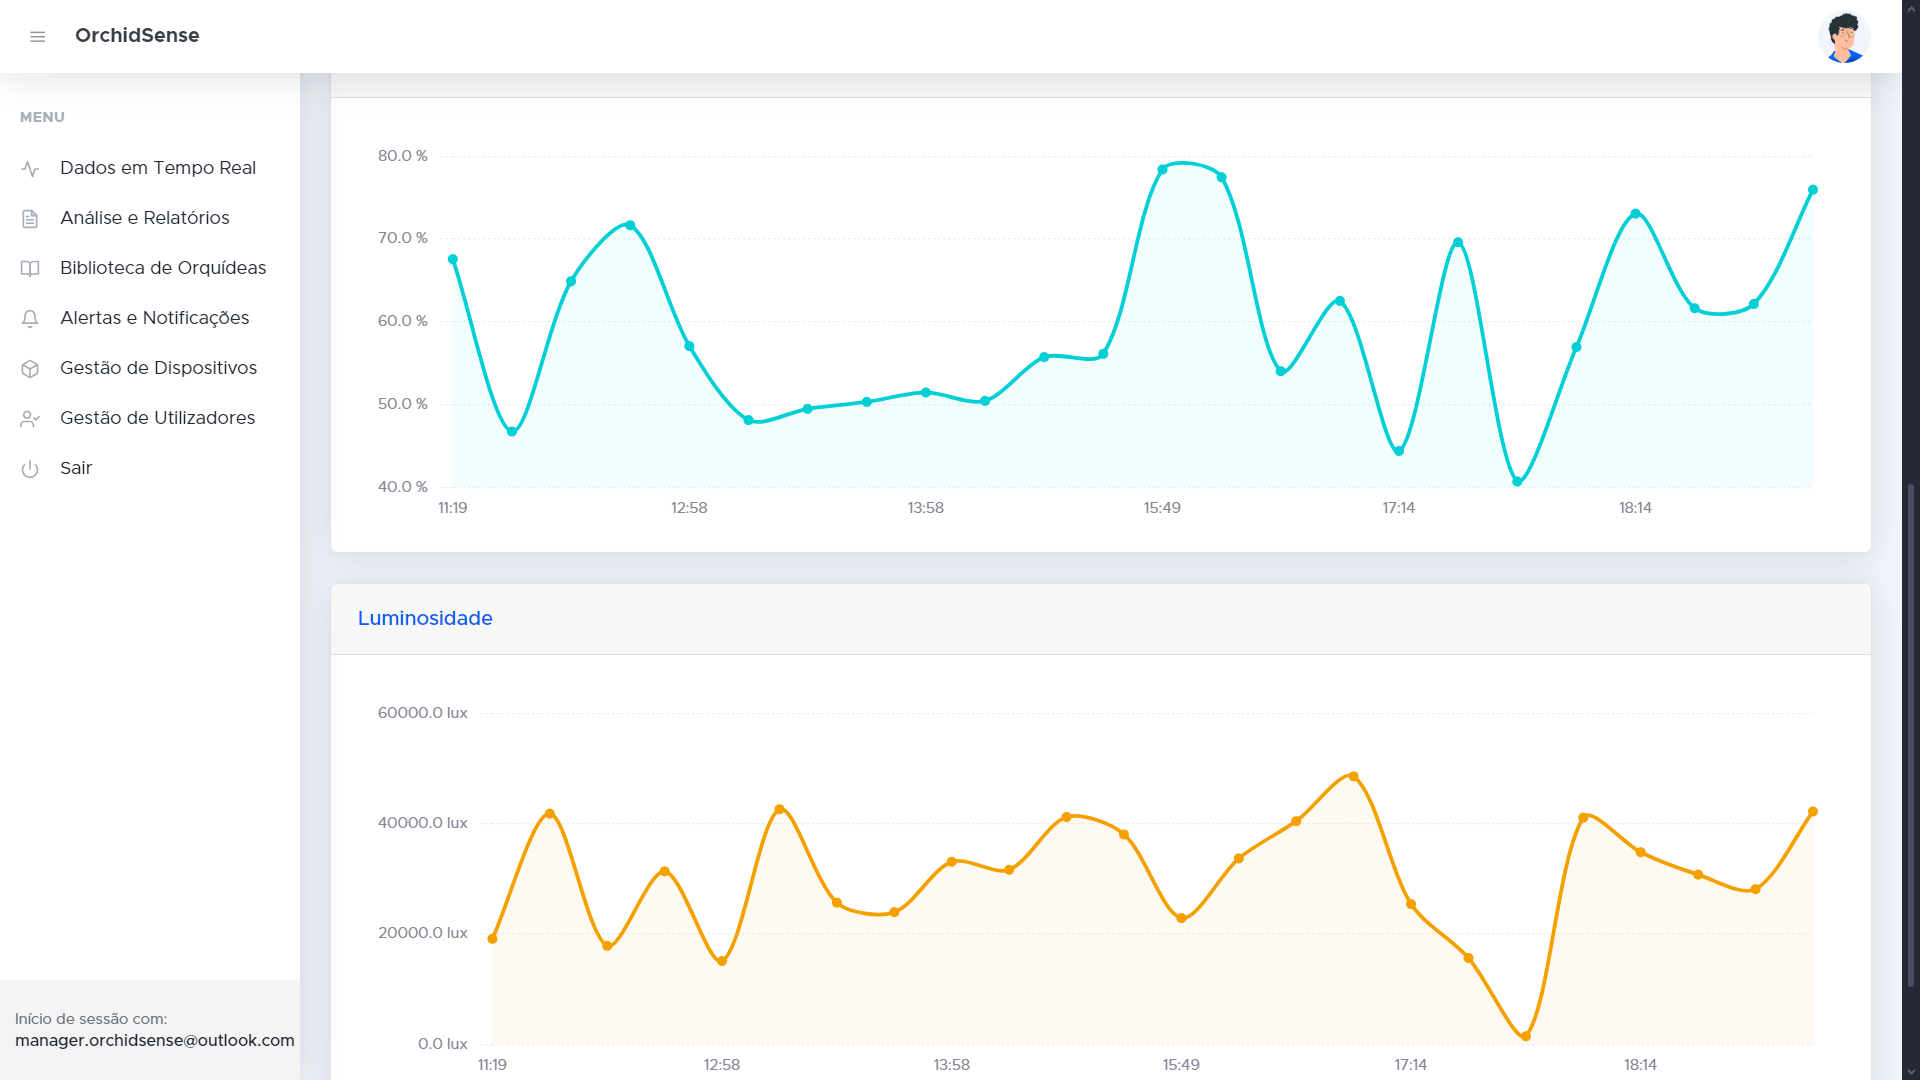 OrchidSense
MENU
Dados em Tempo Real
Análise e Relatórios
Biblioteca de Orquídeas
Alertas e Notificações
Gestão de Dispositivos
Gestão de Utilizadores
Sair
Início de sessão com:
manager.orchidsense@outlook.com
80.0 %
70.0 %
60.0 %
50.0 %
40.0 %
11:19 12:58 13:58 15:49 17:14 18:14
Luminosidade
60000.0 lux
40000.0 lux
20000.0 lux
0.0 lux
11:19 12:58 13:58 15:49 17:14 18:14